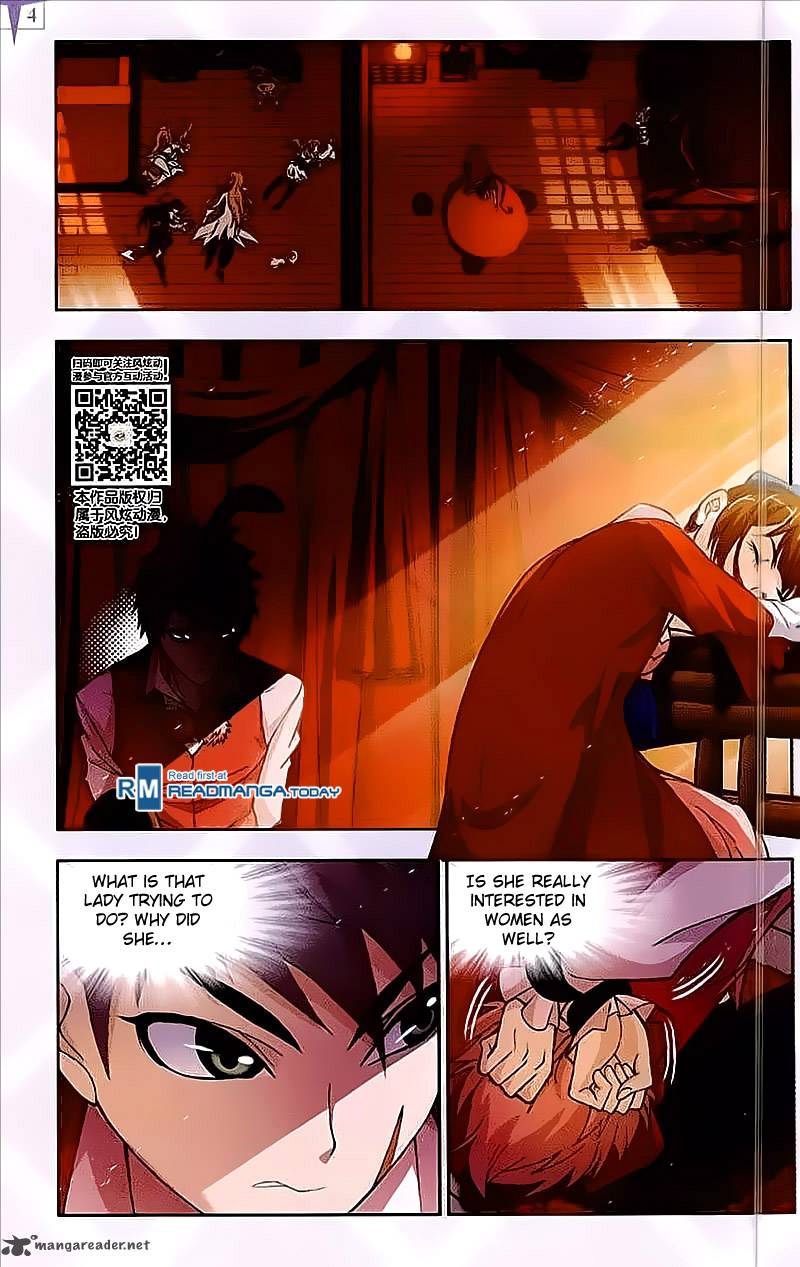 4
扫码即可关注风炫动
漫参与官方互动活动!
本作品版权归
属于风炫动漫,
盗版必究!
RM
Read first at
READMANGA.TODAY
WHAT IS THAT
LADY TRYING TO
DO? WHY DID
SHE...
IS SHE REALLY
INTERESTED IN
WOMEN AS
WELL?
mangareader.net